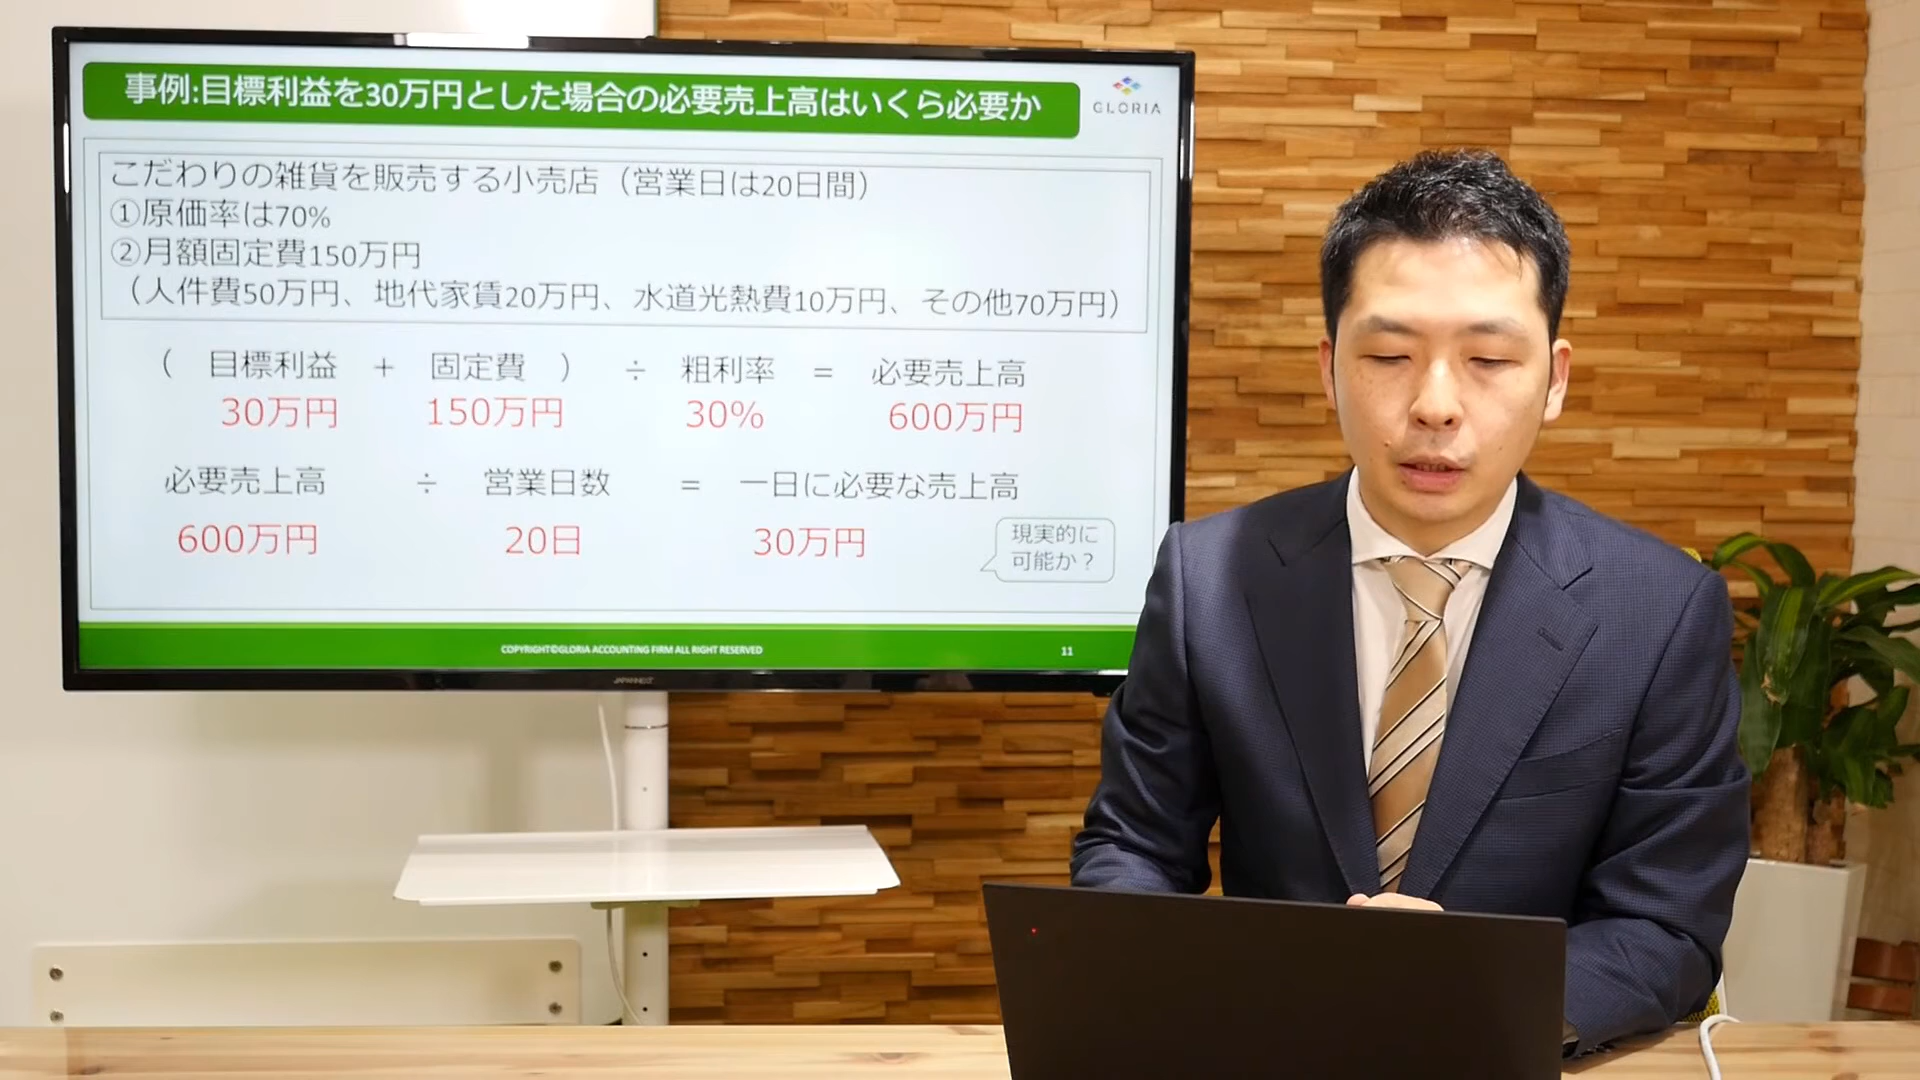 事例:目標利益を30万円とした場合の必要売上高はいくら必要か
GLORIA
こだわりの雑貨を販売する小売店（営業日は20日間）
①原価率は70%
②月額固定費150万円
（人件費50万円、地代家賃20万円、水道光熱費10万円、その他70万円）
（ 目標利益 + 固定費 ） ÷ 粗利率 = 必要売上高
30万円 150万円 30% 600万円
必要売上高 ÷ 営業日数 = 一日に必要な売上高
600万円 20日 30万円
現実的に
可能か？
COPYRIGHT©GLORIA ACCOUNTING FIRM ALL RIGHT RESERVED 11
JAPANNEXT